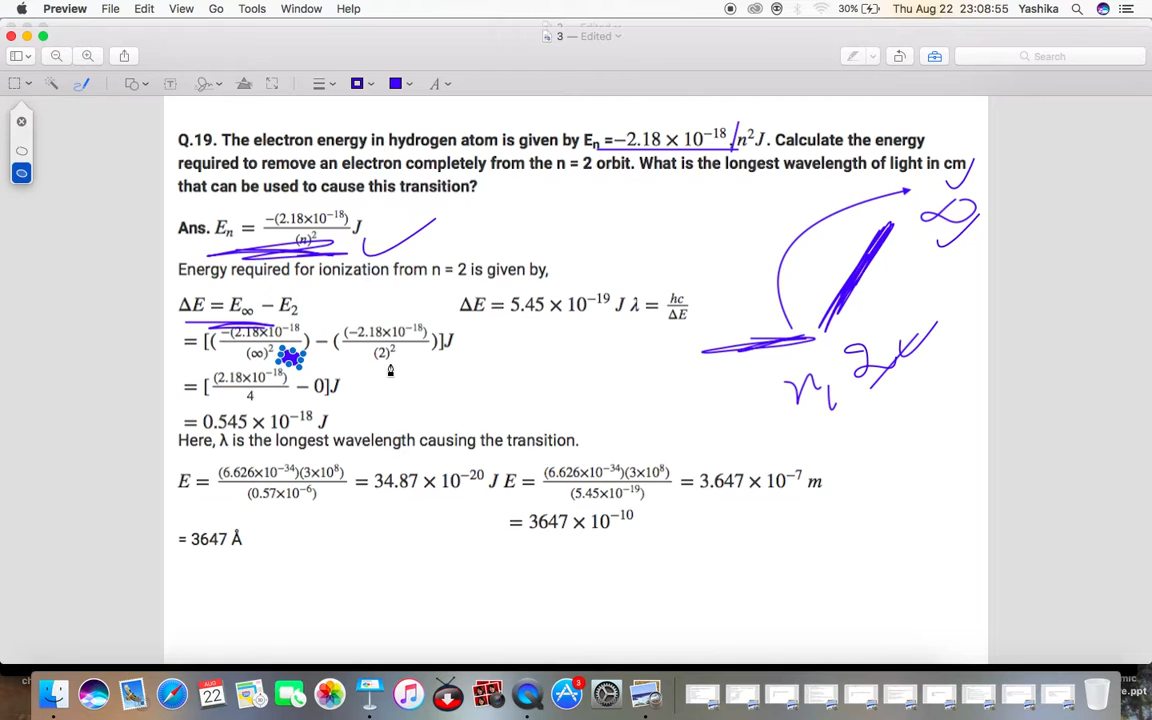 Preview File Edit View Go Tools Window Help 30% Thu Aug 22 23:08:55 Yashika
3 — Edited
Search
Q.19. The electron energy in hydrogen atom is given by Eₙ =−2.18 × 10⁻¹⁸/n²J. Calculate the energy
required to remove an electron completely from the n = 2 orbit. What is the longest wavelength of light in cm
that can be used to cause this transition?
Ans. Eₙ = −(2.18×10⁻¹⁸)/(n)² J
∞
Energy required for ionization from n = 2 is given by,
ΔE = E∞ − E₂ ΔE = 5.45 × 10⁻¹⁹ J λ = hc/ΔE
= [(−(2.18×10⁻¹⁸/(∞)²) − ((−2.18×10⁻¹⁸)/(2)²)]J
2
n₁
= [(2.18×10⁻¹⁸)/4 − 0]J
= 0.545 × 10⁻¹⁸ J
Here, λ is the longest wavelength causing the transition.
E = (6.626×10⁻³⁴)(3×10⁸)/(0.57×10⁻⁶) = 34.87 × 10⁻²⁰ J E = (6.626×10⁻³⁴)(3×10⁸)/(5.45×10⁻¹⁹) = 3.647 × 10⁻⁷ m
= 3647 × 10⁻¹⁰
= 3647 Å
AUG
22
3